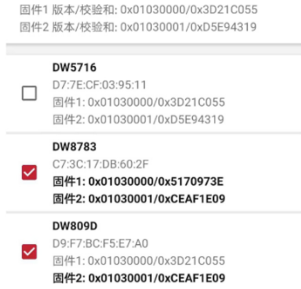 固件1 版本/校验和: 0x01030000/0x3D21C055
固件2 版本/校验和: 0x01030001/0xD5E94319
DW5716
D7:7E:CF:03:95:11
固件1: 0x01030000/0x3D21C055
固件2: 0x01030001/0xD5E94319
DW8783
C7:3C:17:DB:60:2F
固件1: 0x01030000/0x5170973E
固件2: 0x01030001/0xCEAF1E09
DW809D
D9:F7:BC:F5:E7:A0
固件1: 0x01030000/0x3D21C055
固件2: 0x01030001/0xCEAF1E09